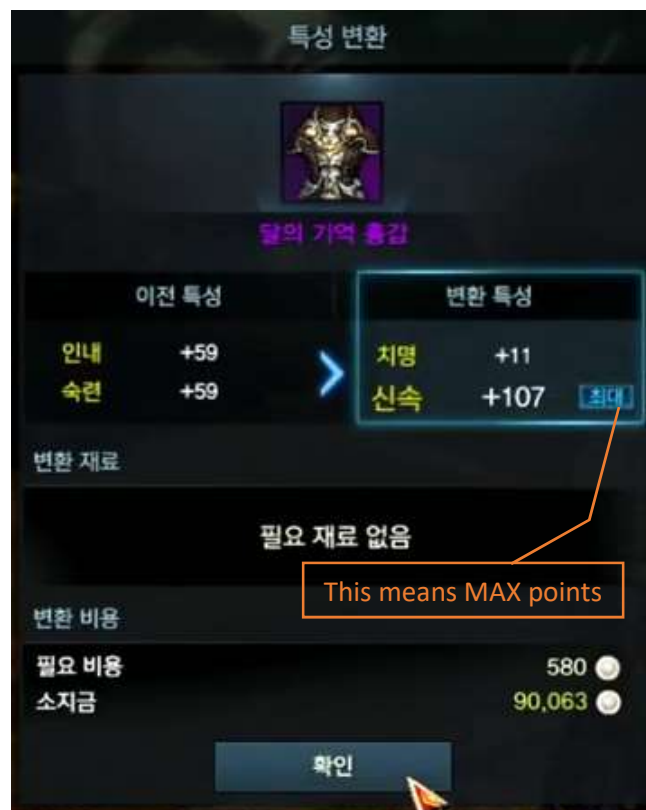 특성 변환
달의 기억 흉갑
이전 특성
변환 특성
인내 +59
치명 +11
숙련 +59
신속 +107 최대
변환 재료
필요 재료 없음
This means MAX points
변환 비용
필요 비용 580
소지금 90,063
확인